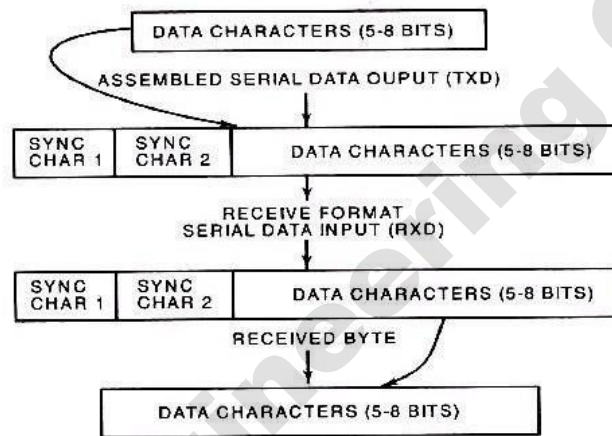 DATA CHARACTERS (5-8 BITS)
ASSEMBLED SERIAL DATA OUPUT (TXD)
SYNC CHAR 1
SYNC CHAR 2
DATA CHARACTERS (5-8 BITS)
RECEIVE FORMAT
SERIAL DATA INPUT (RXD)
SYNC CHAR 1
SYNC CHAR 2
DATA CHARACTERS (5-8 BITS)
RECEIVED BYTE
DATA CHARACTERS (5-8 BITS)
ineering